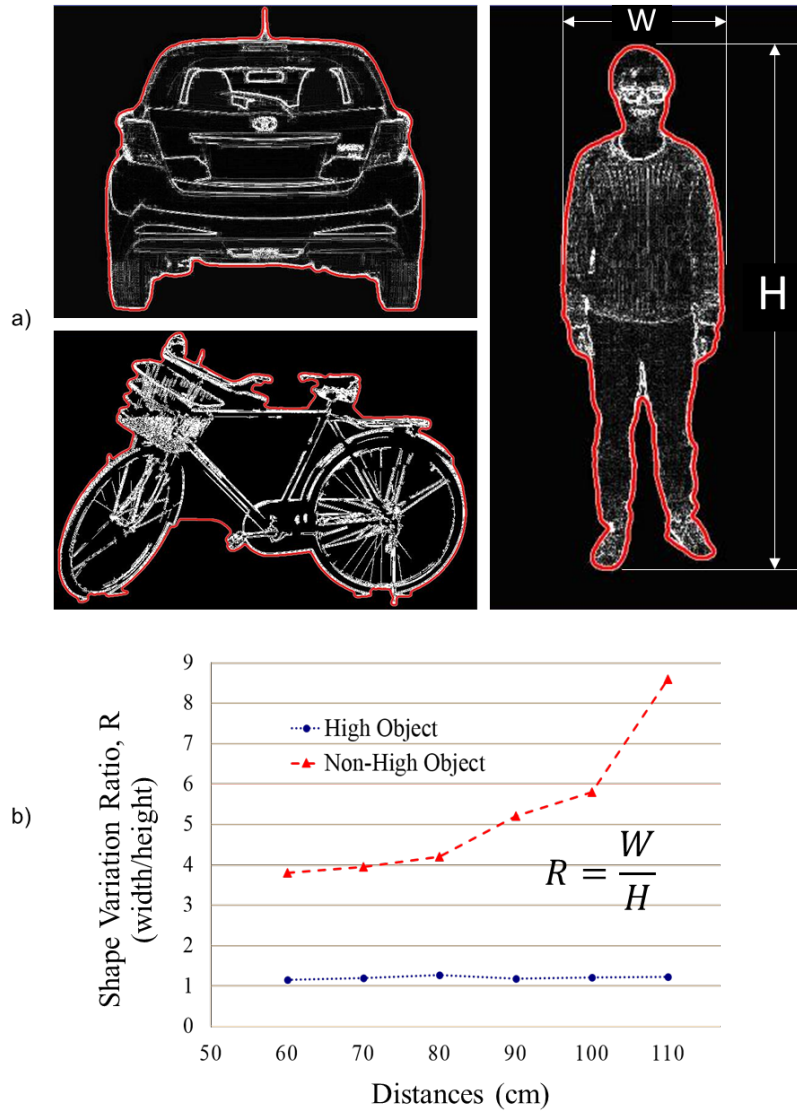 W
H
a)
b)
Shape Variation Ratio, R
(width/height)
9
8
7
6
5
4
3
2
1
0
High Object
Non-High Object
R = W/H
50 60 70 80 90 100 110
Distances (cm)